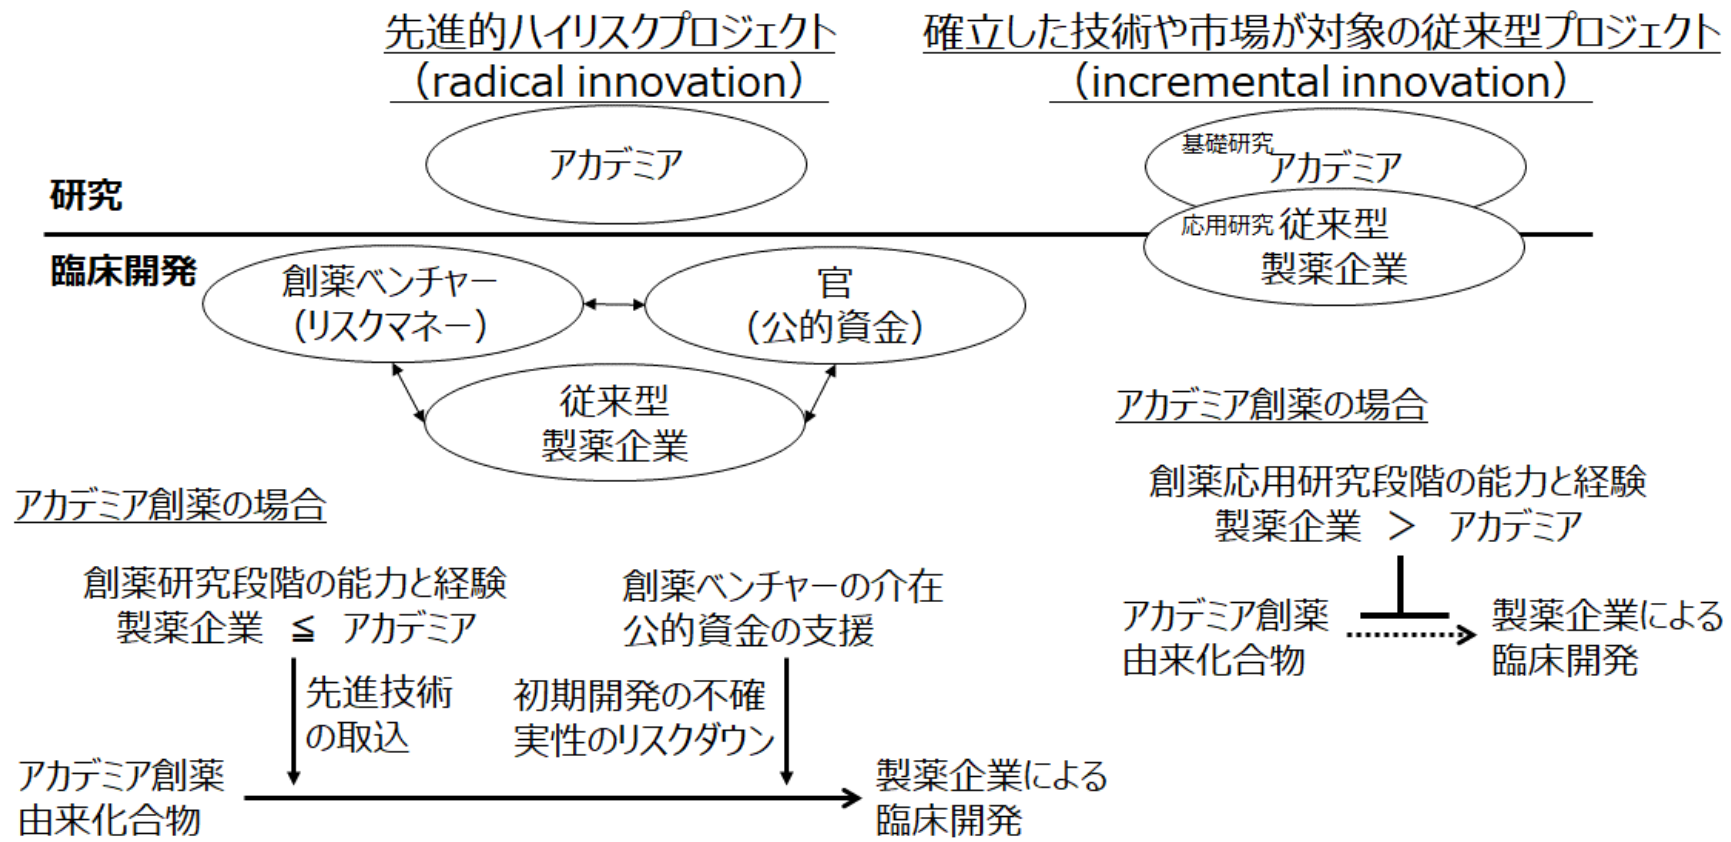 先進的ハイリスクプロジェクト
（radical innovation）
確立した技術や市場が対象の従来型プロジェクト
（incremental innovation）
研究
臨床開発
アカデミア
創薬ベンチャー
（リスクマネー）
官
（公的資金）
従来型
製薬企業
基礎研究
アカデミア
応用研究 従来型
製薬企業
アカデミア創薬の場合
創薬研究段階の能力と経験
製薬企業 ≦ アカデミア
先進技術
の取込
創薬ベンチャーの介在
公的資金の支援
初期開発の不確
実性のリスクダウン
アカデミア創薬
由来化合物
製薬企業による
臨床開発
アカデミア創薬の場合
創薬応用研究段階の能力と経験
製薬企業 ＞ アカデミア
アカデミア創薬
由来化合物
製薬企業による
臨床開発